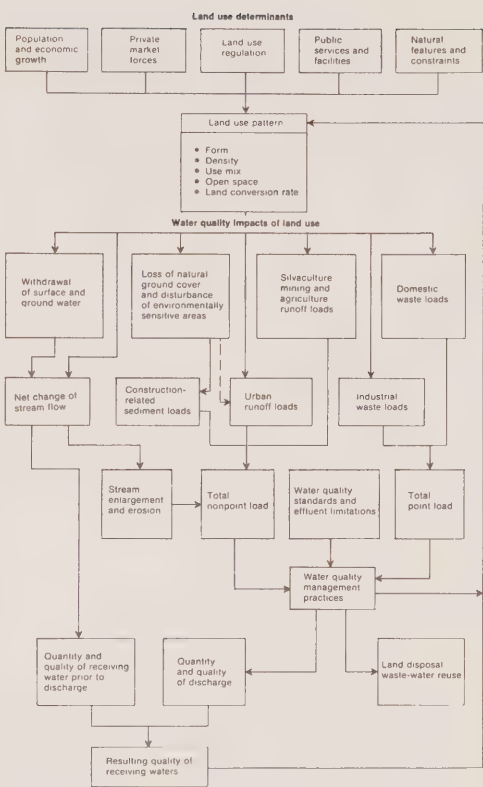 Land use determinants
Population
and economic
growth
Private
market
forces
Land use
regulation
Public
services and
facilities
Natural
features and
constraints
Land use pattern
• Form
• Density
• Use mix
• Open space
• Land conversion rate
Water quality impacts of land use
Withdrawal
of surface and
ground water
Loss of natural
ground cover
and disturbance
of environmentally
sensitive areas
Silvaculture
mining and
agriculture
runoff loads
Domestic
waste loads
Net change of
stream flow
Construction-
related
sediment loads
Urban
runoff loads
Industrial
waste loads
Stream
enlargement
and erosion
Total
nonpoint load
Water quality
standards and
effluent limitations
Total
point load
Water quality
management
practices
Quantity and
quality of receiving
water prior to
discharge
Quantity
and quality
of discharge
Land disposal
waste-water reuse
Resulting quality of
receiving waters